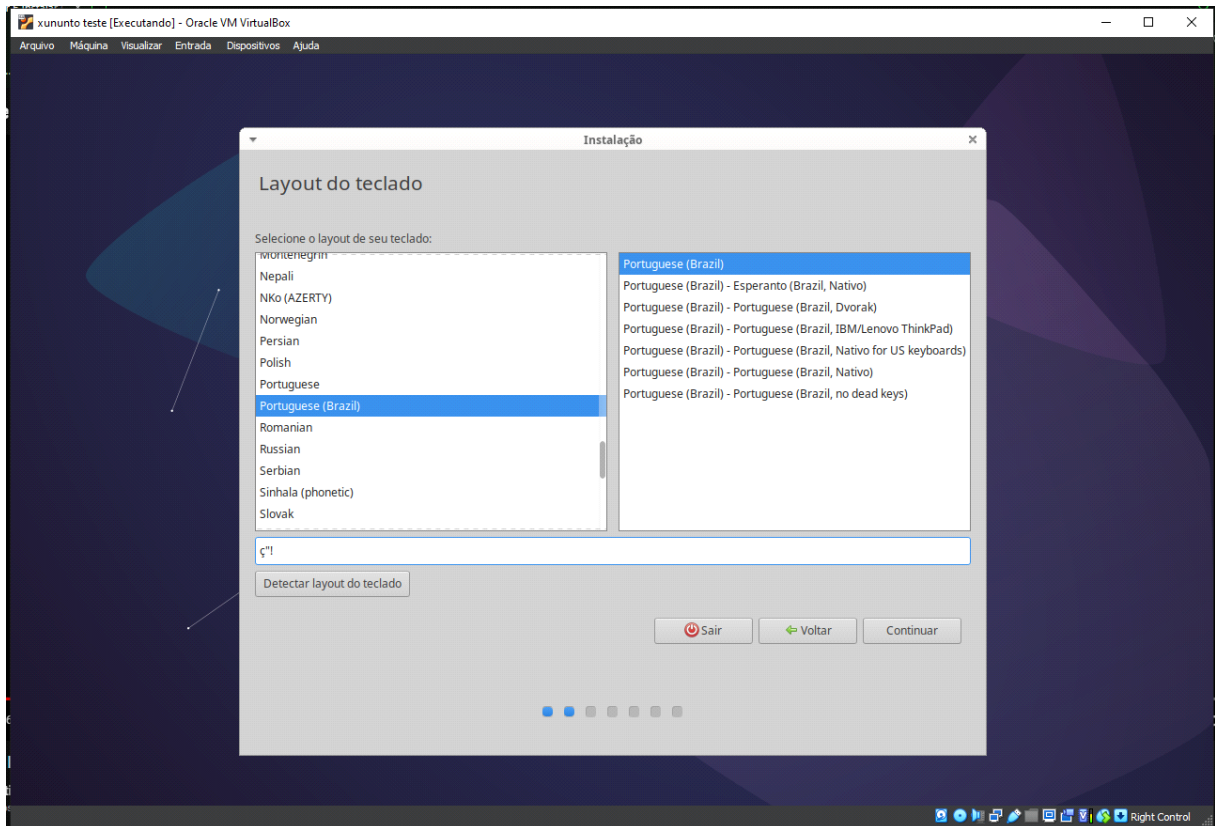 xununto teste [Executando] - Oracle VM VirtualBox
Arquivo Máquina Visualizar Entrada Dispositivos Ajuda
Instalação
Layout do teclado
Selecione o layout de seu teclado:
Montenegrin
Nepali
NKo (AZERTY)
Norwegian
Persian
Polish
Portuguese
Portuguese (Brazil)
Romanian
Russian
Serbian
Sinhala (phonetic)
Slovak
Portuguese (Brazil)
Portuguese (Brazil) - Esperanto (Brazil, Nativo)
Portuguese (Brazil) - Portuguese (Brazil, Dvorak)
Portuguese (Brazil) - Portuguese (Brazil, IBM/Lenovo ThinkPad)
Portuguese (Brazil) - Portuguese (Brazil, Nativo for US keyboards)
Portuguese (Brazil) - Portuguese (Brazil, Nativo)
Portuguese (Brazil) - Portuguese (Brazil, no dead keys)
ç"!
Detectar layout do teclado
Sair Voltar Continuar
Right Control